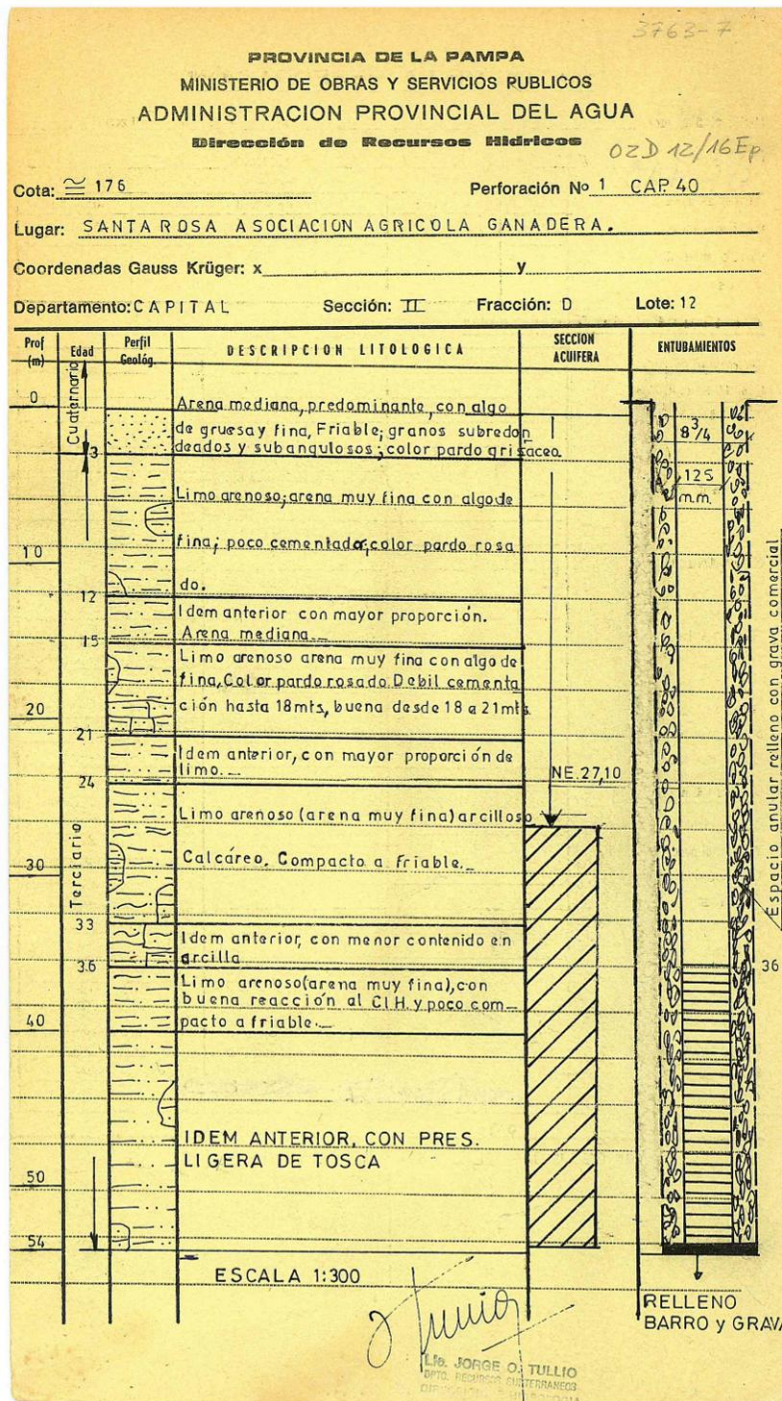 3763-7
PROVINCIA DE LA PAMPA
MINISTERIO DE OBRAS Y SERVICIOS PUBLICOS
ADMINISTRACION PROVINCIAL DEL AGUA
Dirección de Recursos Hídricos
OZD 12/16Ep
Cota: ≅ 176 Perforación Nº 1 CAP. 40
Lugar: SANTA ROSA ASOCIACION AGRICOLA GANADERA.
Coordenadas Gauss Krüger: x y
Departamento: CAPITAL Sección: II Fracción: D Lote: 12
Prof (m) Edad Perfil Geológ. DESCRIPCION LITOLOGICA SECCION ACUIFERA ENTUBAMIENTOS
0
Cuaternario
Arena mediana, predominante, con algo
de gruesa y fina, Friable; granos subredon
deados y subangulosos; color pardo grisaceo.
8 3/4
125
m.m.
3
Limo arenoso; arena muy fina con algo de
fina; poco cementado; color pardo rosa
do.
10
12
Idem anterior con mayor proporción.
Arena mediana._
15
Limo arenoso arena muy fina con algo de
fina, Color pardo rosado Debil cementa
ción hasta 18mts, buena desde 18 a 21mts
20
21
Idem anterior, con mayor proporción de
limo._
24
NE. 27,10
Limo arenoso (arena muy fina) arcilloso
Calcáreo. Compacto a friable._
30
Terciario
33
Idem anterior, con menor contenido en
arcilla
36
Limo arenoso (arena muy fina), con
buena reacción al ClH y poco com_
pacto a friable._
40
IDEM ANTERIOR, CON PRES.
LIGERA DE TOSCA
50
54
Espacio anular relleno con grava comercial
36
ESCALA 1:300
RELLENO
BARRO y GRAVA
Lic. JORGE O. TULLIO
DPTO. RECURSOS SUBTERRANEOS